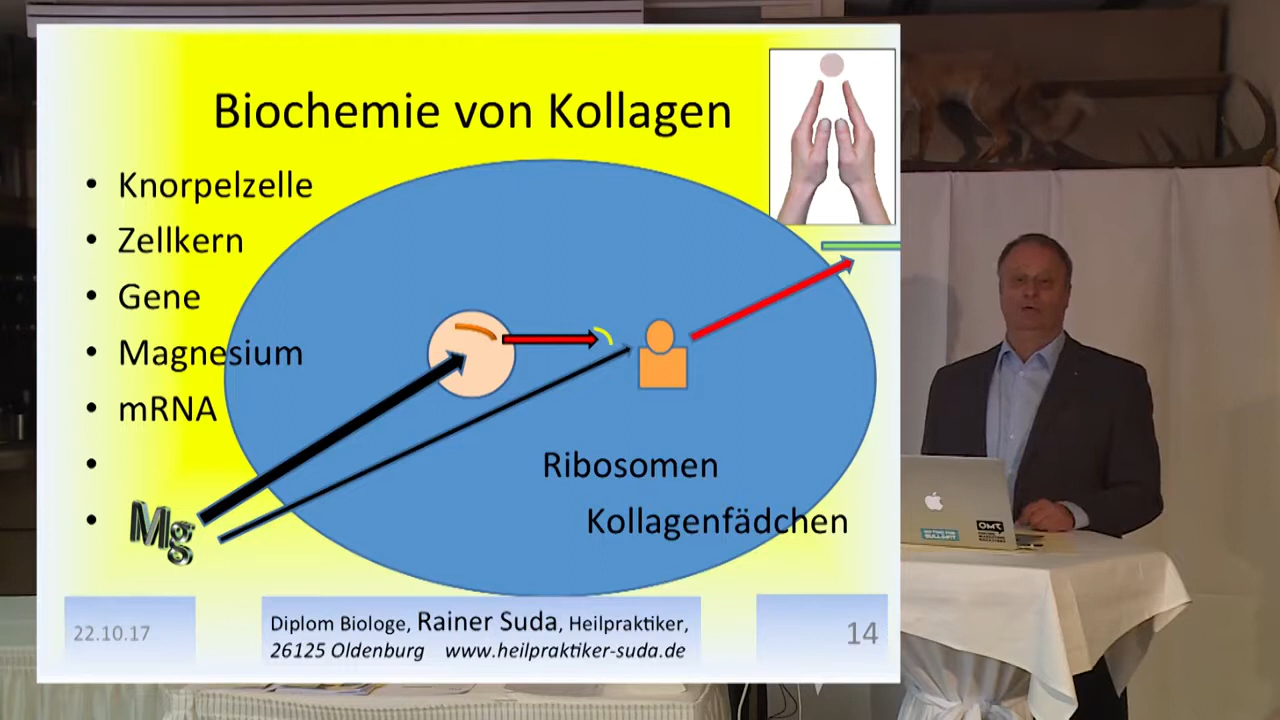 Biochemie von Kollagen
• Knorpelzelle
• Zellkern
• Gene
• Magnesium
• mRNA
•
• Mg
Ribosomen
Kollagenfädchen
22.10.17
Diplom Biologe, Rainer Suda, Heilpraktiker,
26125 Oldenburg www.heilpraktiker-suda.de
14
OMR